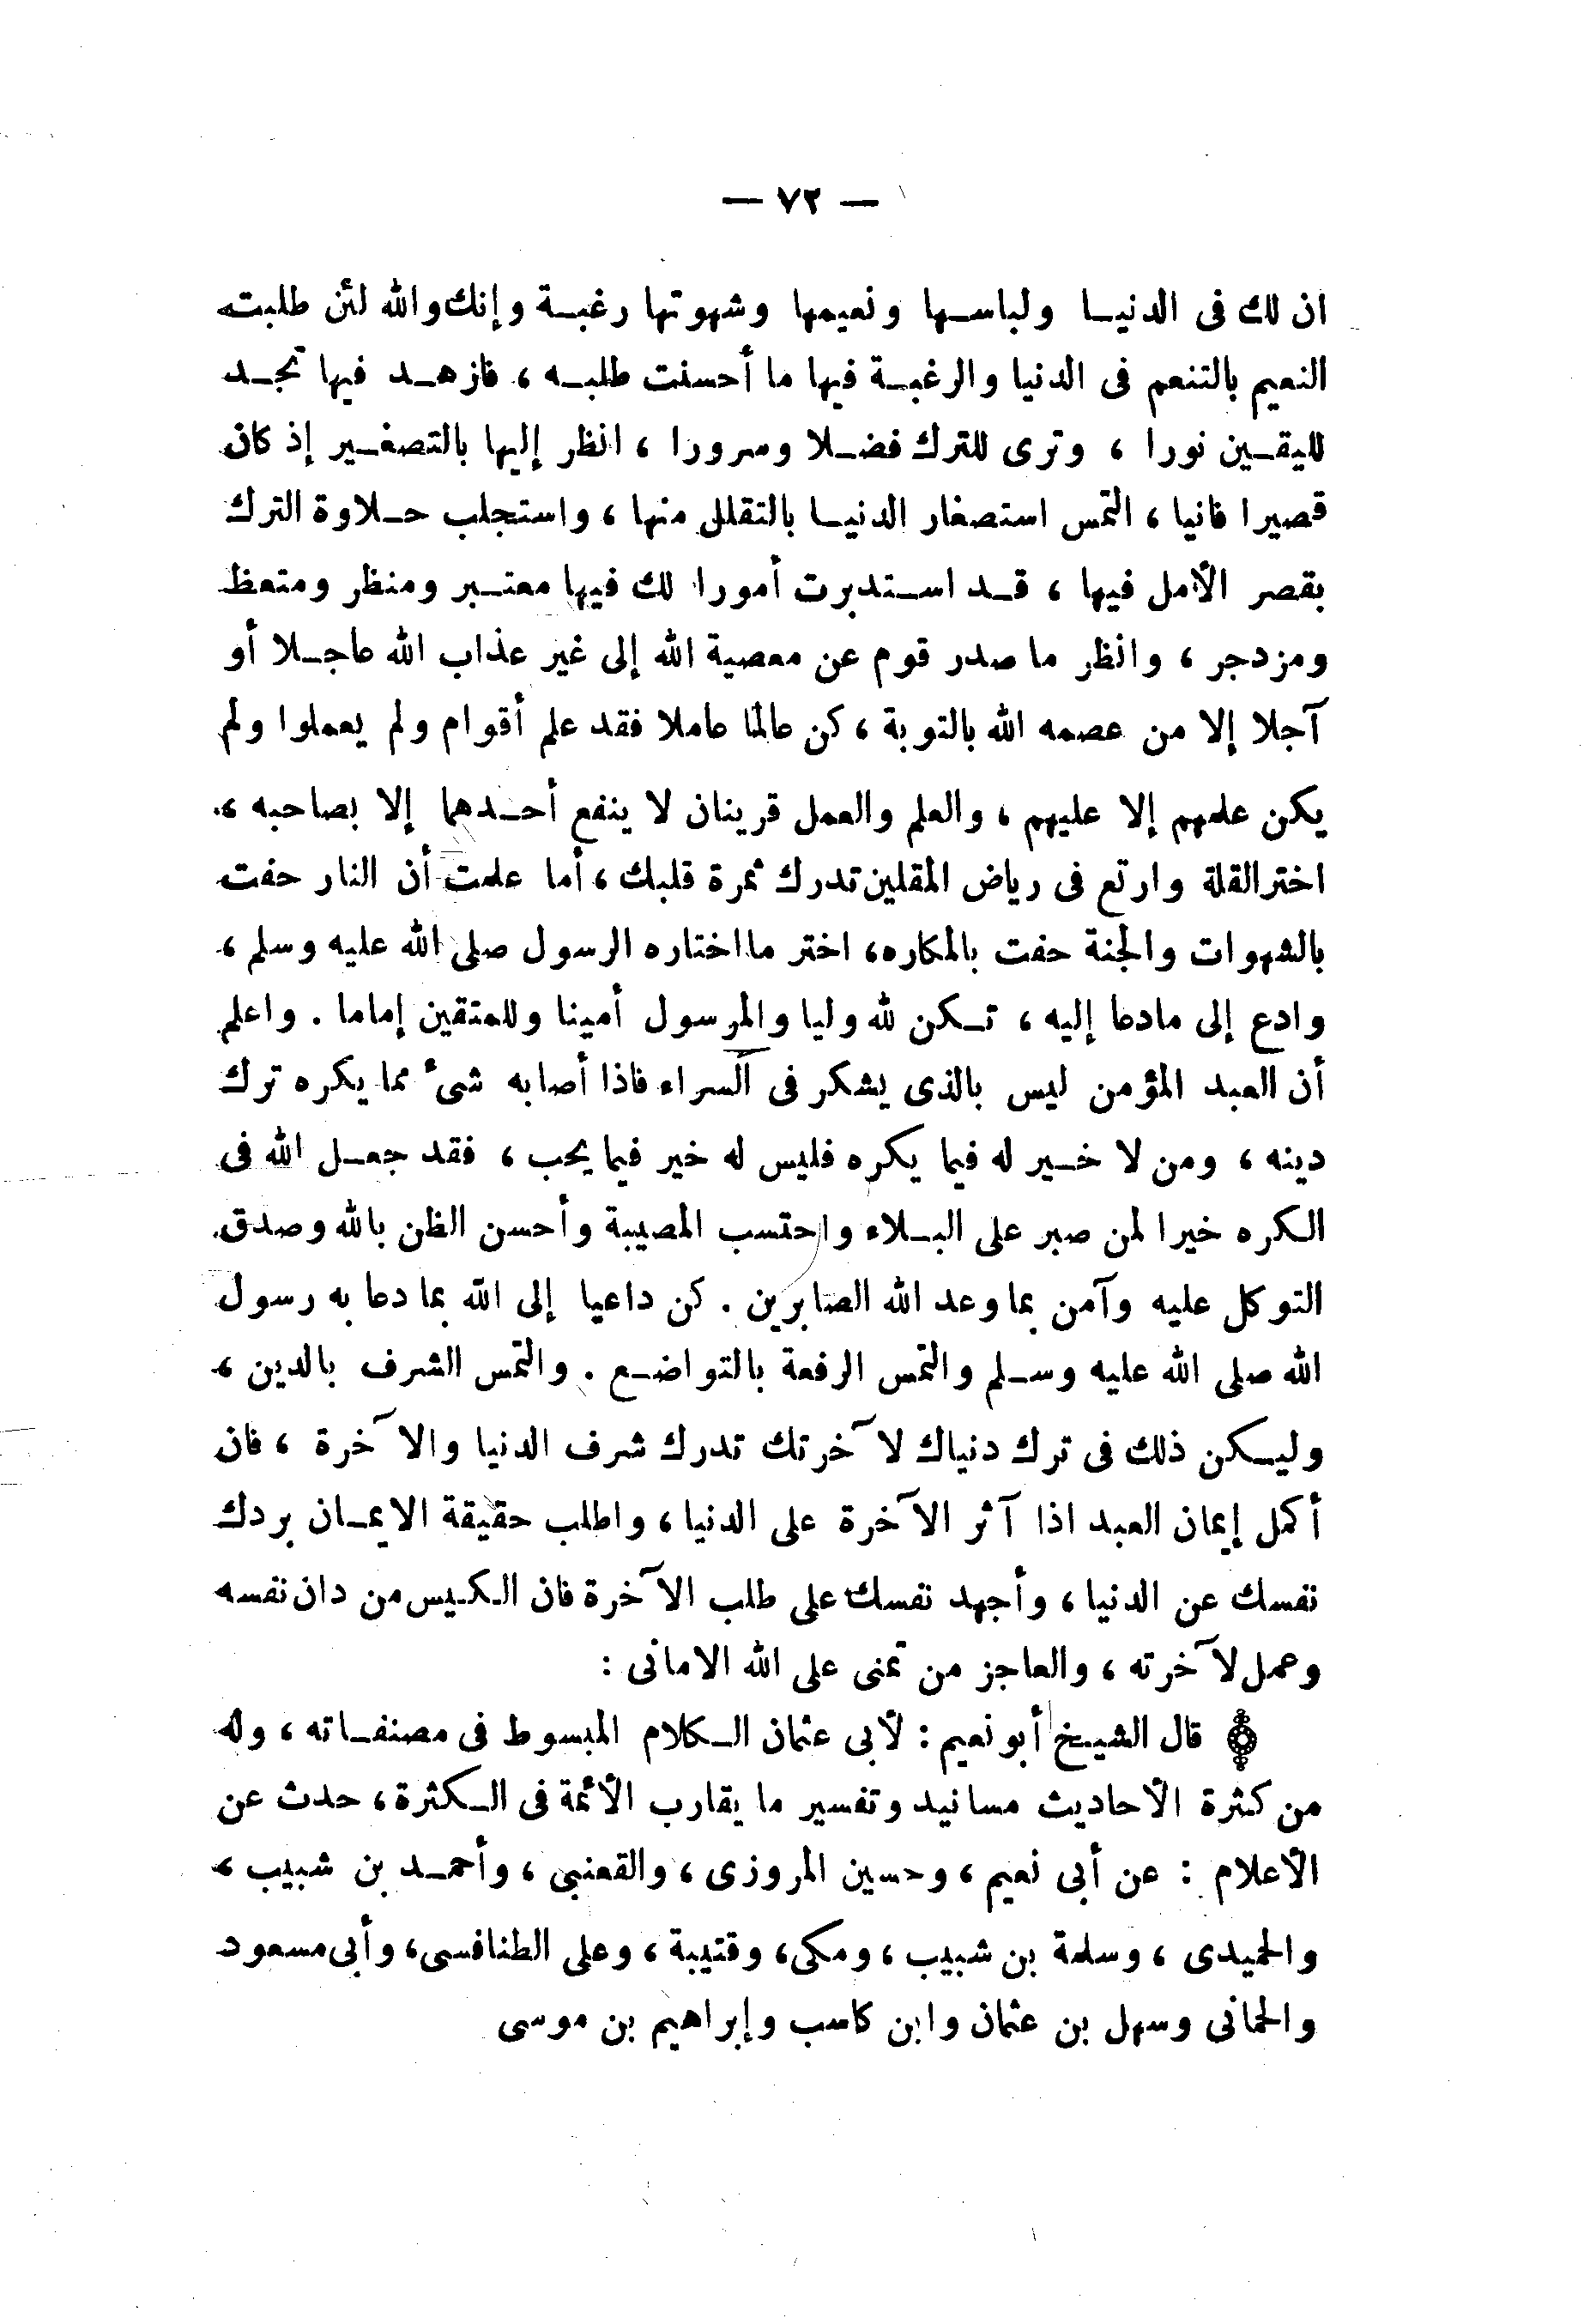 — ٧٢ —
ان لك فى الدنيا ولباسها ونعيمها وشهوتها رغبة وإنك والله لئن طلبت
النعيم بالتنعم فى الدنيا والرغبة فيها ما أحسنت طلبه ، فازهد فيها تجد
لليقين نورا ، وترى للترك فضلا وسرورا ، انظر إليها بالتصغير إذ كان
قصيرا فانيا ، التمس استصغار الدنيا بالتقلل منها ، واستجلب حلاوة الترك
بقصر الأمل فيها ، قد استدبرت أمورا لك فيها معتبر ومنظر ومتعظ
ومزدجر ، وانظر ما صدر قوم عن معصية الله إلى غير عذاب الله عاجلا أو
آجلا إلا من عصمه الله بالتوبة ، كن عالما عاملا فقد علم أقوام ولم يعملوا ولم
يكن علمهم إلا عليهم ، والعلم والعمل قرينان لا ينفع أحدهما إلا بصاحبه ،
اختر القلة وارتع فى رياض المقلين تدرك ثمرة قلبك ، أما علمت أن النار حفت
بالشهوات والجنة حفت بالمكاره ، اختر ما اختاره الرسول صلى الله عليه وسلم ،
وادع إلى مادعا إليه ، تكن لله وليا والمرسول أمينا وللمتقين إماما . واعلم
أن العبد المؤمن ليس بالذى يشكر فى السراء فاذا أصابه شىء مما يكره ترك
دينه ، ومن لا خير له فيما يكره فليس له خير فيما يحب ، فقد جعل الله فى
الكره خيرا لمن صبر على البلاء واحتسب المصيبة وأحسن الظن بالله وصدق
التوكل عليه وآمن بما وعد الله الصابرين . كن داعيا إلى الله بما دعا به رسول
الله صلى الله عليه وسلم والتمس الرفعة بالتواضع . والتمس الشرف بالدين ،
وليكن ذلك فى ترك دنياك لآخرتك تدرك شرف الدنيا والآخرة ، فان
أكمل إيمان العبد اذا آثر الآخرة على الدنيا ، واطلب حقيقة الايمان بردك
نفسك عن الدنيا ، وأجهد نفسك على طلب الآخرة فان الكيس من دان نفسه
وعمل لآخرته ، والعاجز من تمنى على الله الامانى :
قال الشيخ أبو نعيم : لأبى عثمان الكلام المبسوط فى مصنفاته ، وله
من كثرة الأحاديث مسانيد وتفسير ما يقارب الأئمة فى الكثرة ، حدث عن
الأعلام : عن أبى نعيم ، وحسين المروزى ، والقعنبى ، وأحمد بن شبيب ،
والحميدى ، وسلمة بن شبيب ، ومكى ، وقتيبة ، وعلى الطنافسى ، وأبى مسعود
والحمانى وسهل بن عثمان وابن كاسب وإبراهيم بن موسى